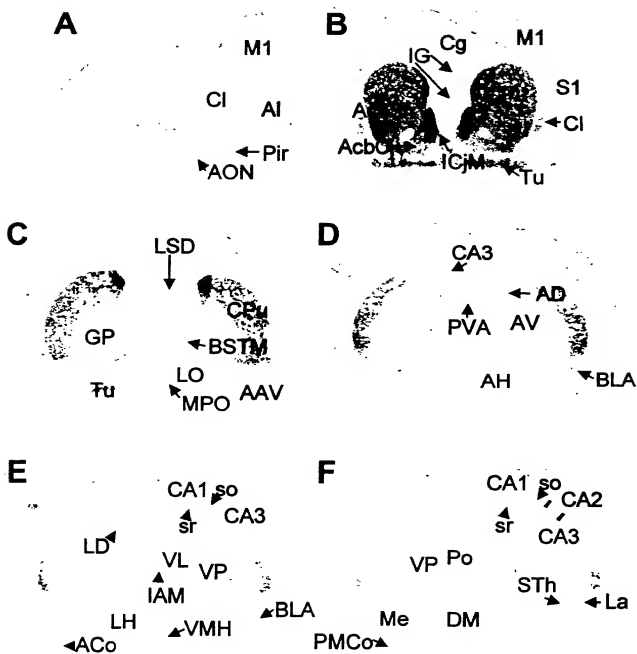 A
M1
Cl
AI
Pir
AON
B
Cg
M1
IG
S1
Cl
ICjM
Tu
C
LSD
CPu
GP
BSTM
LO
Tu
MPO
AAV
D
CA3
AD
PVA
AV
AH
BLA
E
CA1 so
CA3
sr
LD
VL
VP
IAM
BLA
LH
VMH
ACo
F
CA1 so
CA2
sr
CA3
VP
Po
STh
La
Me
DM
PMCo